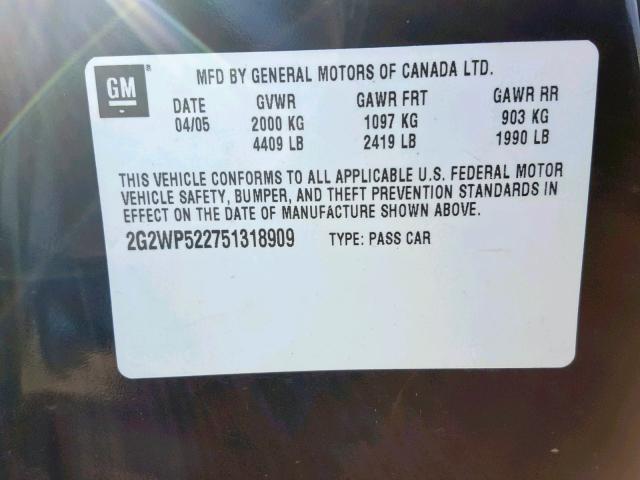 GM ®
MFD BY GENERAL MOTORS OF CANADA LTD.
DATE GVWR GAWR FRT GAWR RR
04/05 2000 KG 1097 KG 903 KG
4409 LB 2419 LB 1990 LB
THIS VEHICLE CONFORMS TO ALL APPLICABLE U.S. FEDERAL MOTOR
VEHICLE SAFETY, BUMPER, AND THEFT PREVENTION STANDARDS IN
EFFECT ON THE DATE OF MANUFACTURE SHOWN ABOVE.
2G2WP522751318909 TYPE: PASS CAR